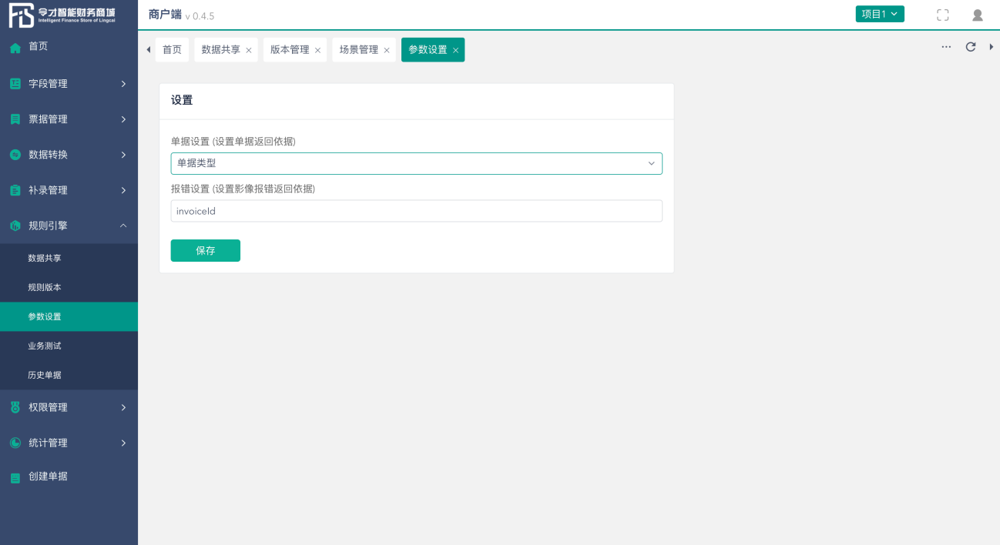 令才智能财务商城
Intelligent Finance Store of Lingcai
商户端 v 0.4.5
项目1
首页
字段管理
票据管理
数据转换
补录管理
规则引擎
数据共享
规则版本
参数设置
业务测试
历史单据
权限管理
统计管理
创建单据
首页
数据共享 ×
版本管理 ×
场景管理 ×
参数设置 ×
设置
单据设置 (设置单据返回依据)
单据类型
报错设置 (设置影像报错返回依据)
invoiceId
保存